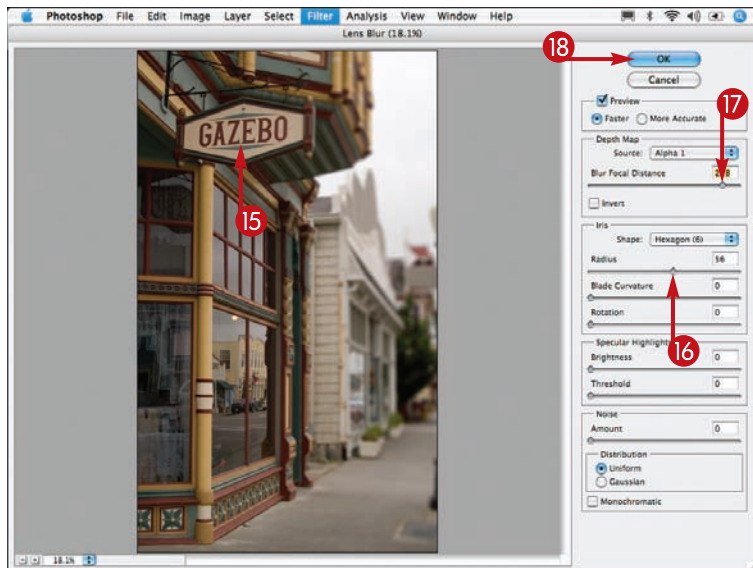 Photoshop File Edit Image Layer Select Filter Analysis View Window Help
Lens Blur (18.1%)
18
OK
Cancel
Preview
17
Faster More Accurate
Depth Map
Source: Alpha 1
Blur Focal Distance
Invert
GAZEBO
15
Iris
Shape: Hexagon (6)
Radius 56
Blade Curvature 0
Rotation 0
16
Specular Highlights
Brightness 0
Threshold 0
Noise
Amount 0
Distribution
Uniform
Gaussian
Monochromatic
18.1%